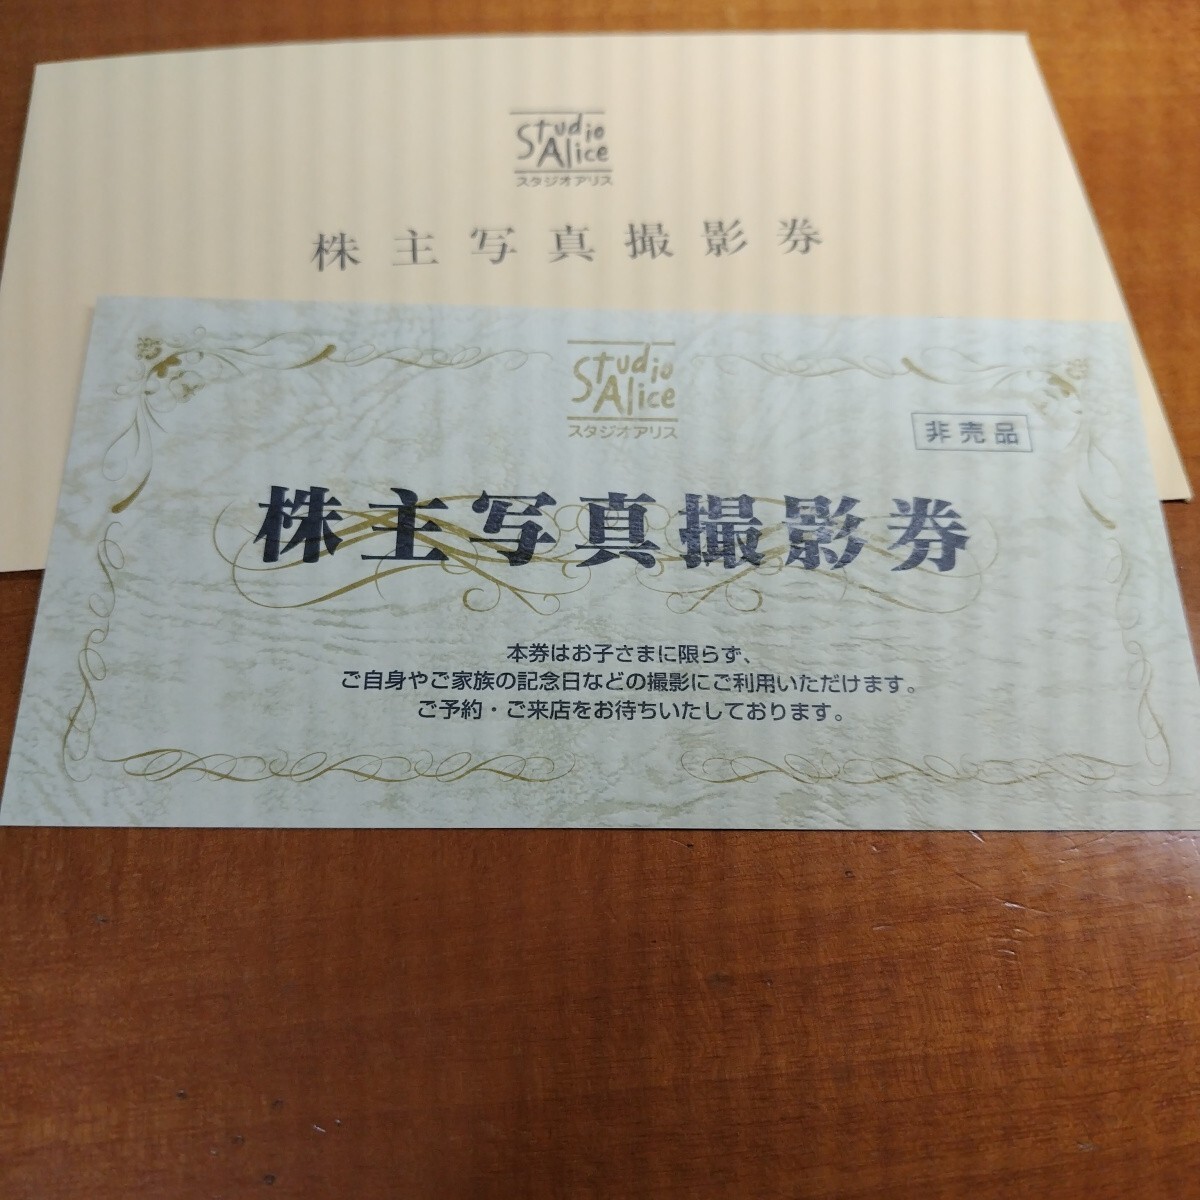 Studio
Alice
スタジオアリス
株主写真撮影券
Studio
Alice
スタジオアリス
非売品
株主写真撮影券
本券はお子さまに限らず、
ご自身やご家族の記念日などの撮影にご利用いただけます。
ご予約・ご来店をお待ちいたしております。